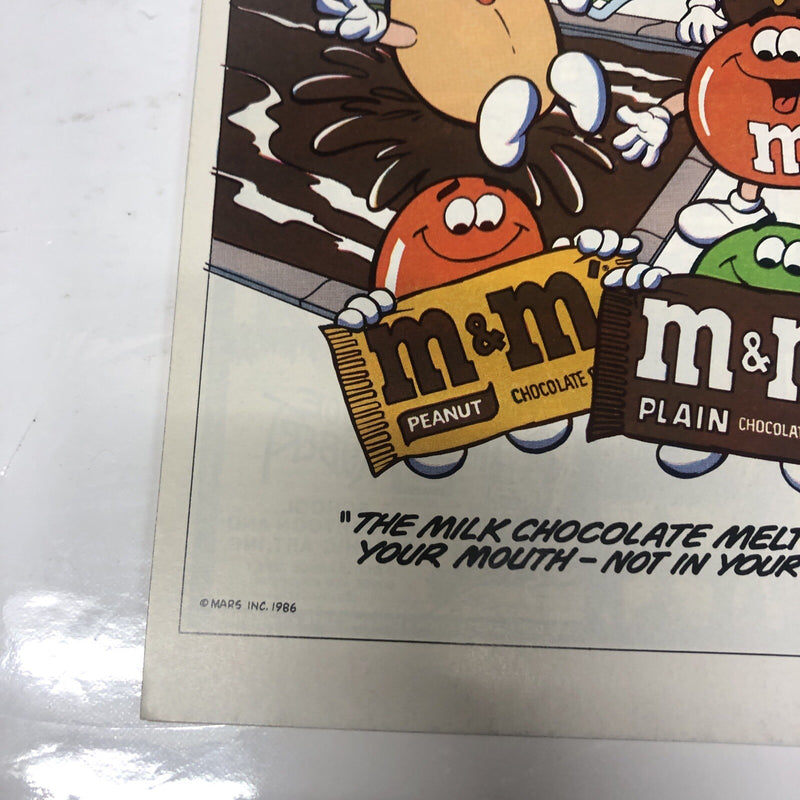 m
m&m
PEANUT
CHOCOLATE
m&
PLAIN
"THE MILK CHOCOLATE MELT
YOUR MOUTH - NOT IN YOUR
© MARS INC. 1986